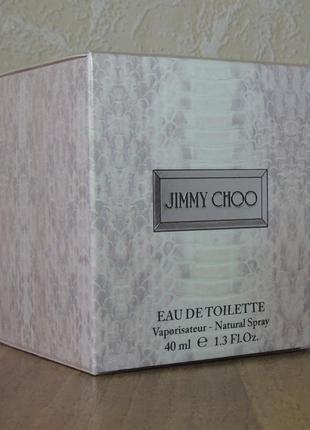 JIMMY CHOO
EAU DE TOILETTE
Vaporisateur - Natural Spray
40 ml ℮ 1.3 Fl.Oz.